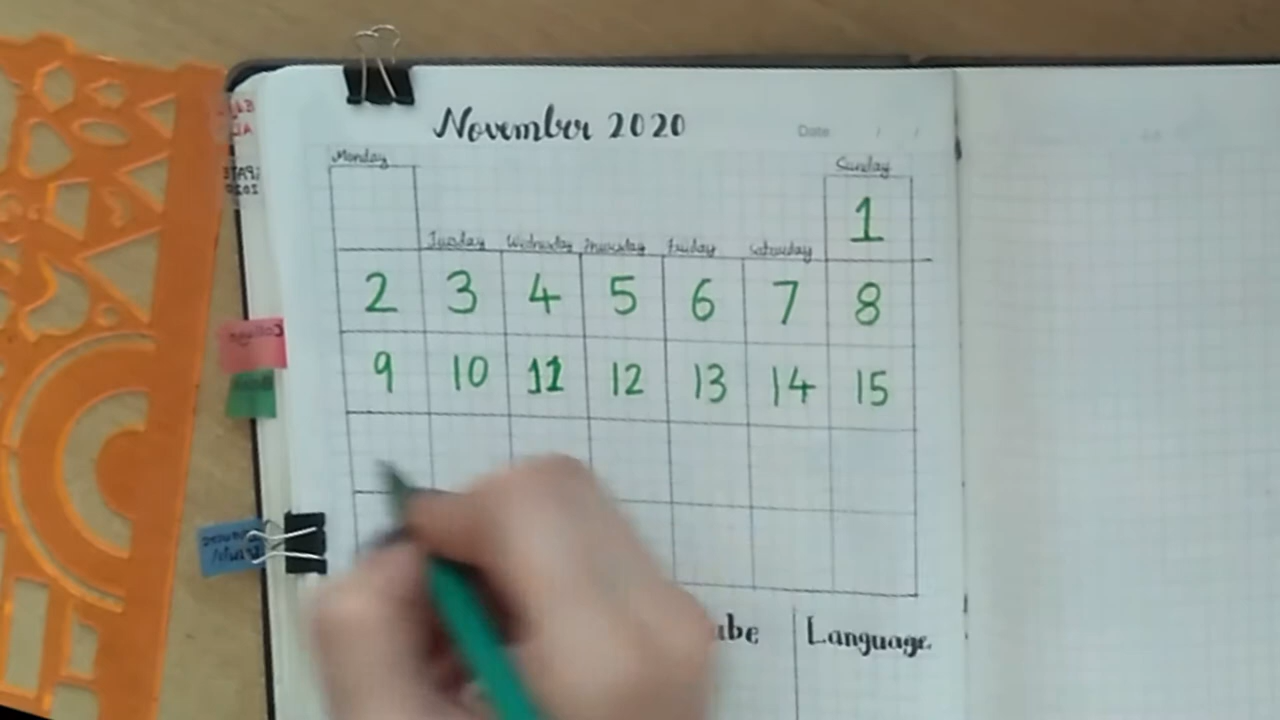 November 2020
Date / /
Monday
Sunday
1
Tuesday Wednesday Thursday Friday Saturday
2 3 4 5 6 7 8
9 10 11 12 13 14 15
Language